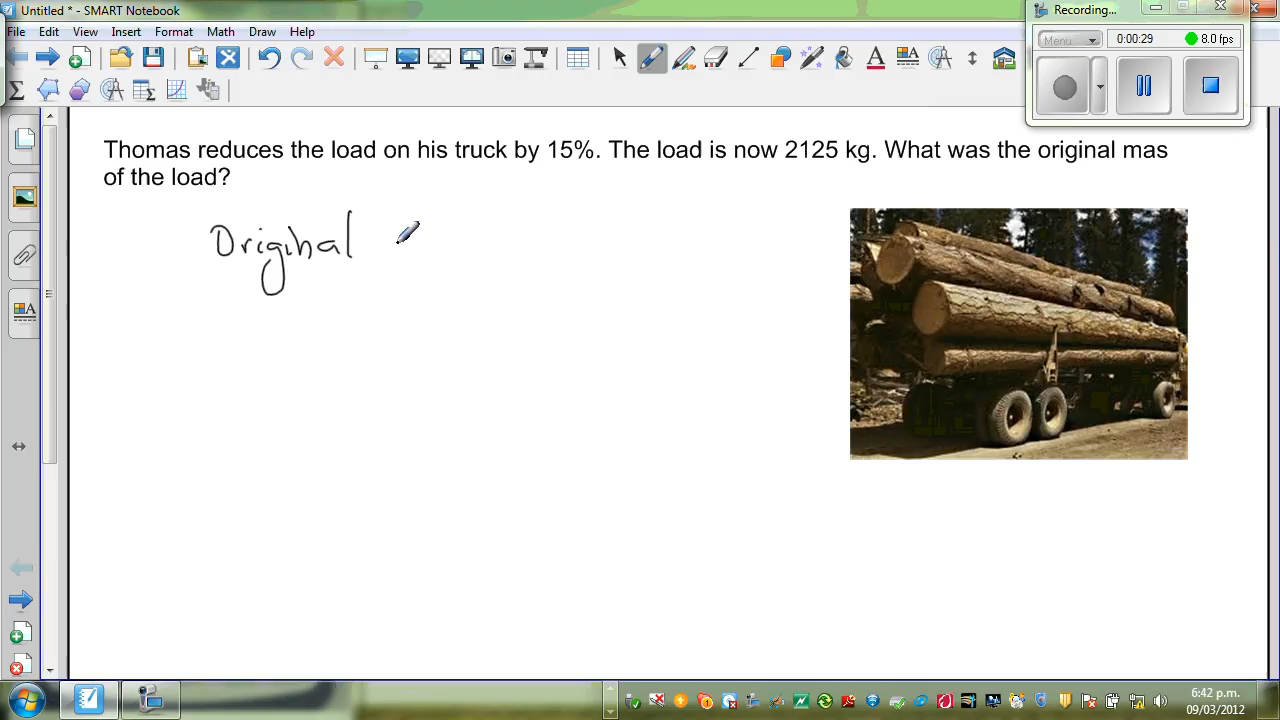 Untitled * - SMART Notebook
Recording...
File Edit View Insert Format Math Draw Help
Menu
0:00:29
8.0 fps
Thomas reduces the load on his truck by 15%. The load is now 2125 kg. What was the original mas
of the load?
Original
6:42 p.m.
09/03/2012